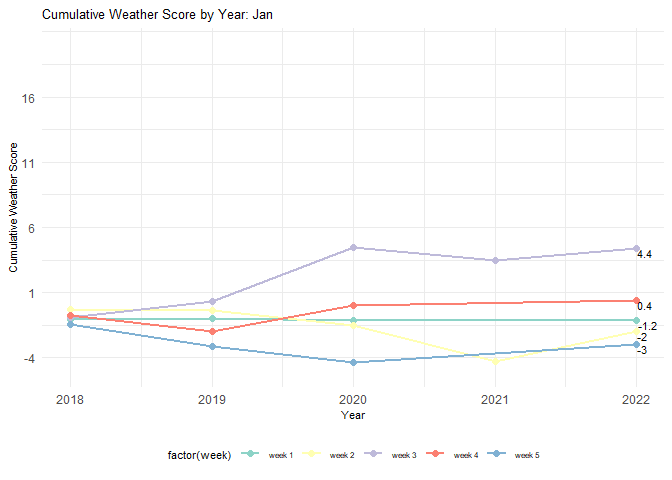 Cumulative Weather Score by Year: Jan
Cumulative Weather Score
16
11
6
1
-4
4.4
0.4
-1.2
-2
-3
2018 2019 2020 2021 2022
Year
factor(week) week 1 week 2 week 3 week 4 week 5